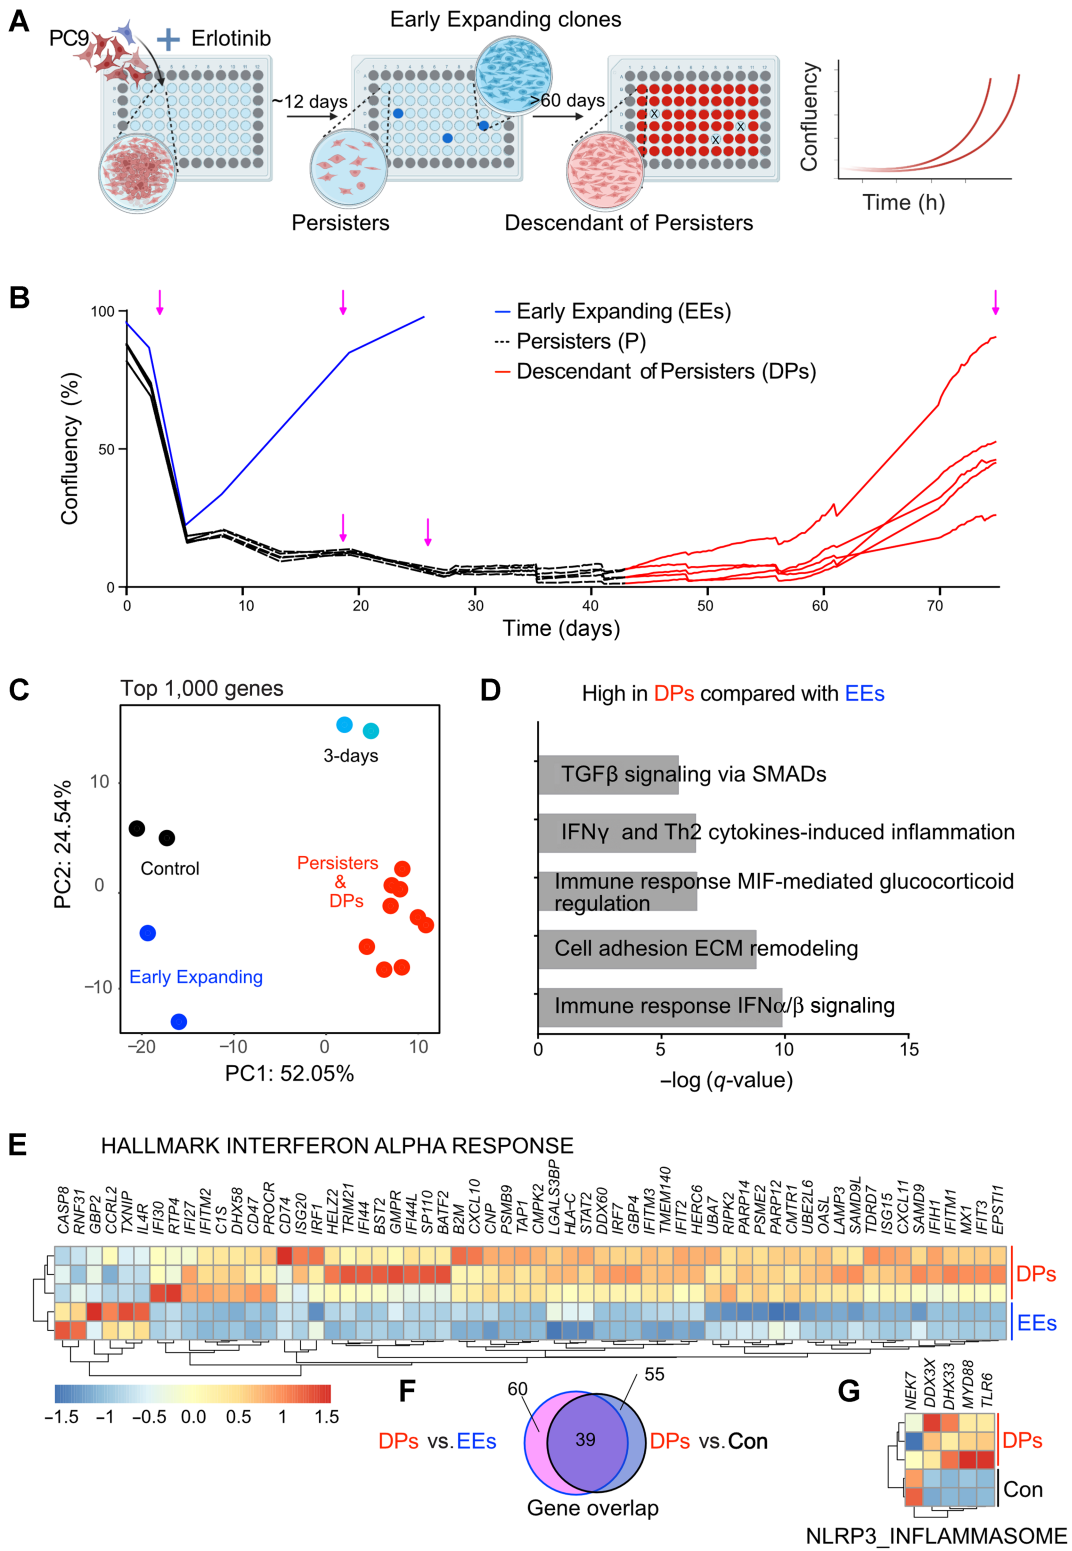 A
Early Expanding clones
PC9
Erlotinib
~12 days
>60 days
X
X
X
Persisters
Descendant of Persisters
Confluency
Time (h)
B
100
50
0
Confluency (%)
Early Expanding (EEs)
Persisters (P)
Descendant of Persisters (DPs)
0 10 20 30 40 50 60 70
Time (days)
C
Top 1,000 genes
3-days
Control
Persisters
&
DPs
Early Expanding
10
0
−10
PC2: 24.54%
−20 −10 0 10
PC1: 52.05%
D
High in DPs compared with EEs
TGFβ signaling via SMADs
IFNγ and Th2 cytokines-induced inflammation
Immune response MIF-mediated glucocorticoid
regulation
Cell adhesion ECM remodeling
Immune response IFNα/β signaling
0 5 10 15
−log (q-value)
E
HALLMARK INTERFERON ALPHA RESPONSE
CASP8 RNF31 GBP2 CCRL2 TXNIP IL4R IFI30 RTP4 IFI27 IFITM2 C1S DHX58 CD47 PROCR CD74 ISG20 IRF1 HELZ2 TRIM21 IFI44 BST2 GMPR IFI44L SP110 BATF2 B2M CXCL10 CNP PSMB9 TAP1 CMPK2 LGALS3BP HLA-C STAT2 DDX60 IRF7 GBP4 IFITM3 TMEM140 IFIT2 HERC6 UBA7 RIPK2 PARP14 PSME2 PARP12 CMTR1 UBE2L6 OASL LAMP3 SAMD9L TDRD7 ISG15 CXCL11 SAMD9 IFIH1 IFITM1 MX1 IFIT3 EPSTI1
DPs
EEs
−1.5 −1 −0.5 0 0.5 1 1.5
F
60
55
DPs vs. EEs
39
DPs vs. Con
Gene overlap
G
NEK7 DDX3X DHX33 MYD88 TLR6
DPs
Con
NLRP3_INFLAMMASOME